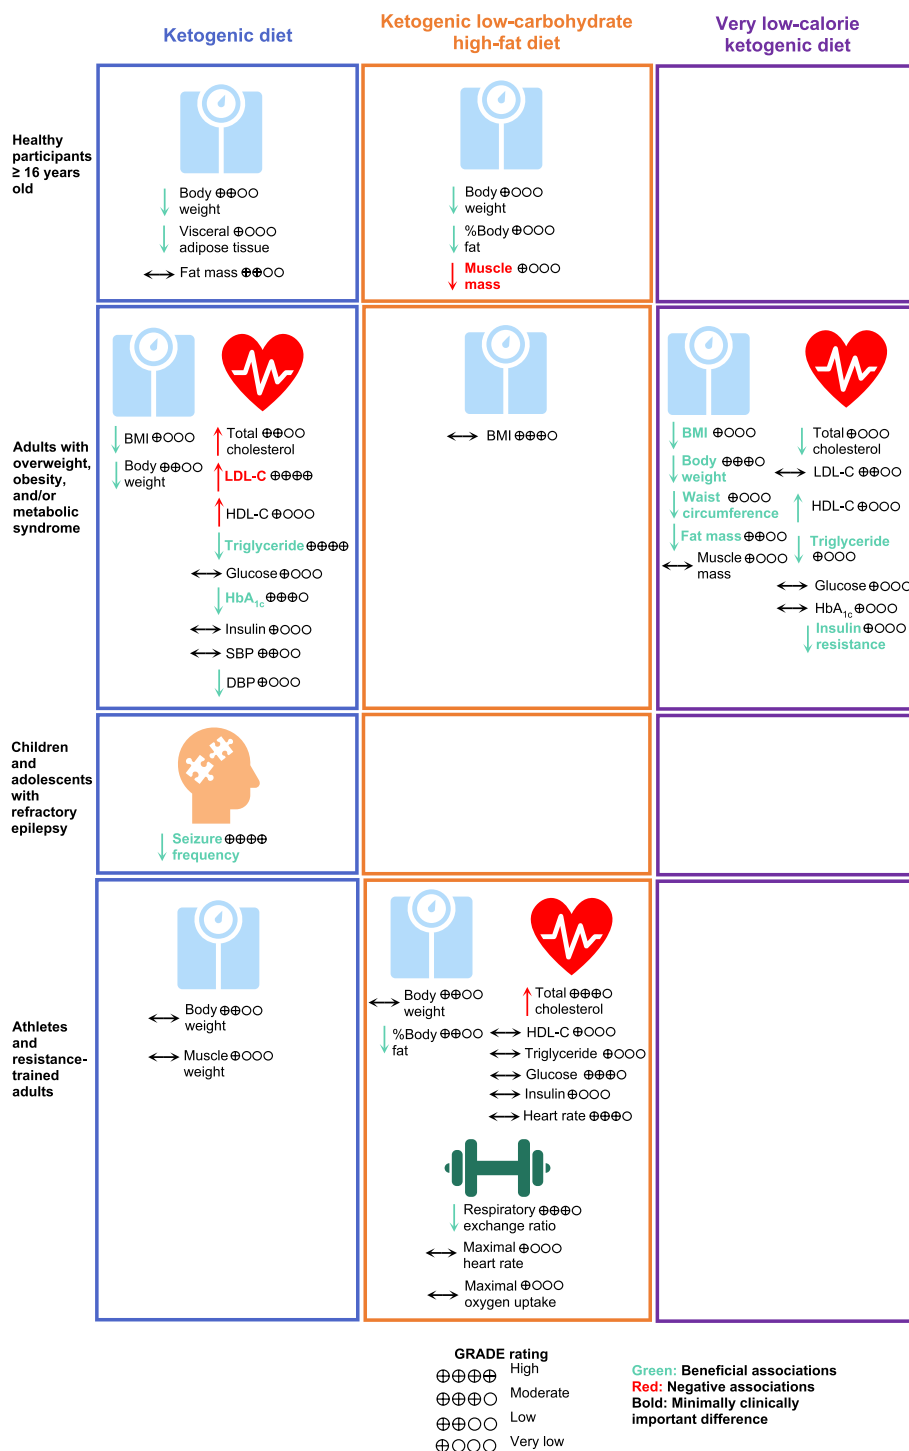 Ketogenic diet
Ketogenic low-carbohydrate
high-fat diet
Very low-calorie
ketogenic diet
Healthy
participants
≥ 16 years
old
Body ⊕⊕○○
weight
Visceral ⊕○○○
adipose tissue
↔ Fat mass ⊕⊕○○
Body ⊕○○○
weight
%Body ⊕○○○
fat
Muscle ⊕○○○
mass
Adults with
overweight,
obesity,
and/or
metabolic
syndrome
BMI ⊕○○○
Body ⊕⊕○○
weight
Total ⊕⊕○○
cholesterol
LDL-C ⊕⊕⊕⊕
HDL-C ⊕○○○
Triglyceride ⊕⊕⊕⊕
Glucose ⊕○○○
HbA1c ⊕⊕⊕○
Insulin ⊕○○○
SBP ⊕⊕○○
DBP ⊕○○○
BMI ⊕⊕⊕○
BMI ⊕○○○
Body ⊕⊕⊕○
weight
Waist ⊕○○○
circumference
Fat mass ⊕⊕○○
Muscle ⊕○○○
mass
Total ⊕○○○
cholesterol
LDL-C ⊕⊕○○
HDL-C ⊕○○○
Triglyceride
⊕○○○
Glucose ⊕○○○
HbA1c ⊕○○○
Insulin ⊕○○○
resistance
Children
and
adolescents
with
refractory
epilepsy
Seizure ⊕⊕⊕⊕
frequency
Athletes and
resistance-
trained
adults
Body ⊕⊕○○
weight
Muscle ⊕○○○
weight
Body ⊕⊕○○
weight
%Body ⊕⊕○○
fat
Total ⊕⊕⊕○
cholesterol
HDL-C ⊕○○○
Triglyceride ⊕○○○
Glucose ⊕⊕⊕○
Insulin ⊕○○○
Heart rate ⊕⊕⊕○
Respiratory ⊕⊕⊕○
exchange ratio
Maximal ⊕○○○
heart rate
Maximal ⊕○○○
oxygen uptake
GRADE rating
⊕⊕⊕⊕ High
⊕⊕⊕○ Moderate
⊕⊕○○ Low
⊕○○○ Very low
Green: Beneficial associations
Red: Negative associations
Bold: Minimally clinically
important difference